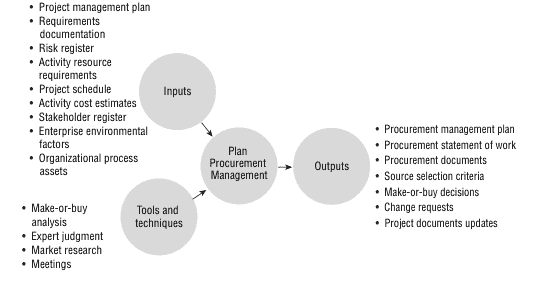 • Project management plan
• Requirements
documentation
• Risk register
• Activity resource
requirements
• Project schedule
• Activity cost estimates
• Stakeholder register
• Enterprise environmental
factors
• Organizational process
assets
Inputs
Plan
Procurement
Management
Outputs
• Procurement management plan
• Procurement statement of work
• Procurement documents
• Source selection criteria
• Make-or-buy decisions
• Change requests
• Project documents updates
Tools and
techniques
• Make-or-buy
analysis
• Expert judgment
• Market research
• Meetings